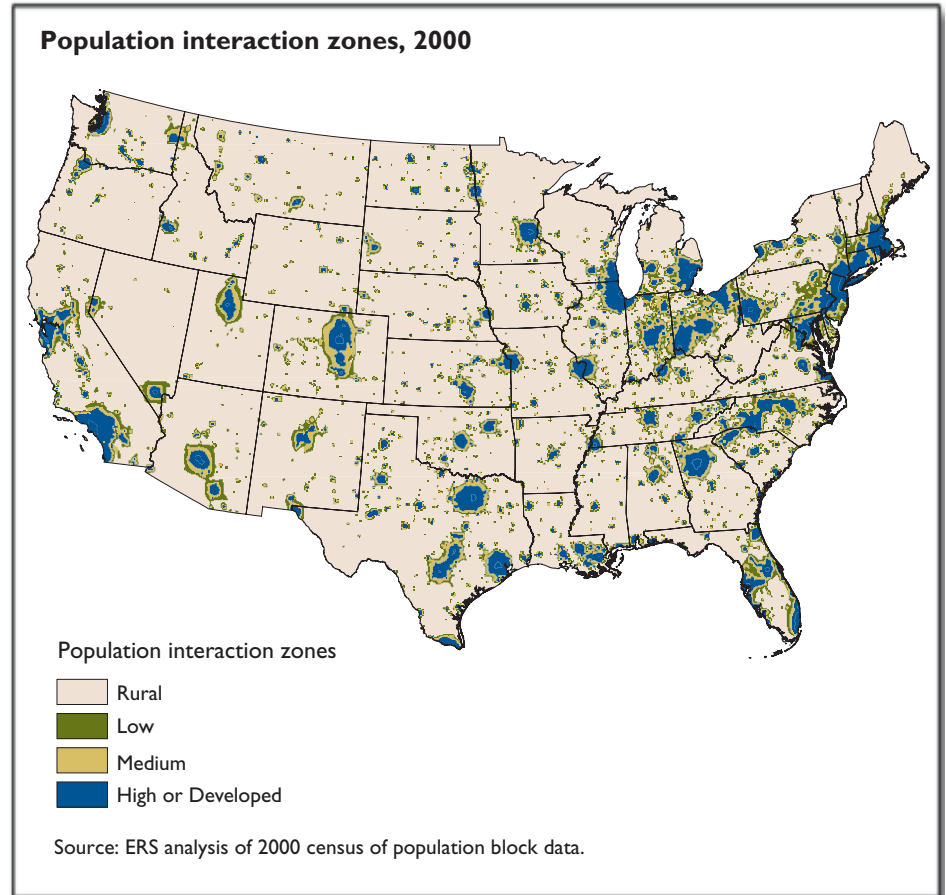 Population interaction zones, 2000
Population interaction zones
Rural
Low
Medium
High or Developed
Source: ERS analysis of 2000 census of population block data.